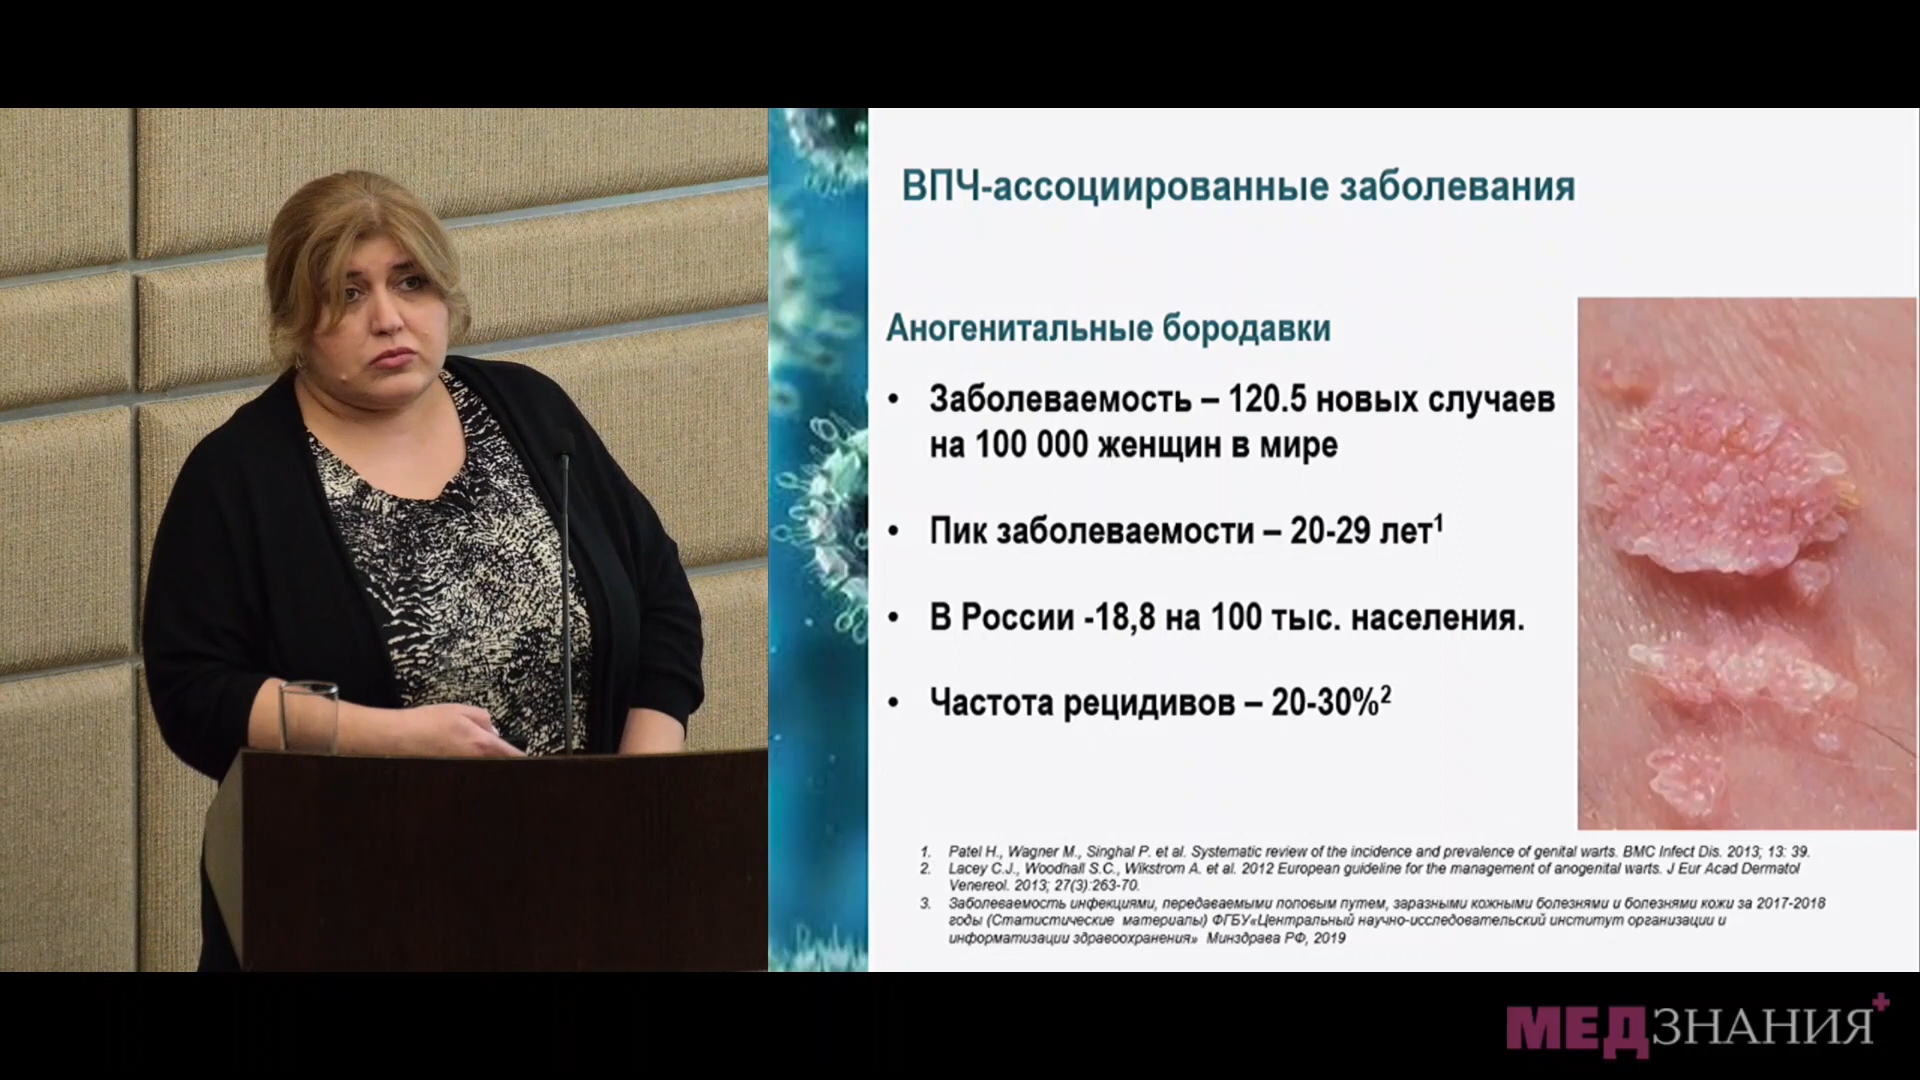 ВПЧ-ассоциированные заболевания
Аногенитальные бородавки
• Заболеваемость – 120.5 новых случаев
на 100 000 женщин в мире
• Пик заболеваемости – 20-29 лет¹
• В России -18,8 на 100 тыс. населения.
• Частота рецидивов – 20-30%²
1. Patel H., Wagner M., Singhal P. et al. Systematic review of the incidence and prevalence of genital warts. BMC Infect Dis. 2013; 13: 39.
2. Lacey C.J., Woodhall S.C., Wikstrom A. et al. 2012 European guideline for the management of anogenital warts. J Eur Acad Dermatol
Venereol. 2013; 27(3):263-70.
3. Заболеваемость инфекциями, передаваемыми половым путем, заразными кожными болезнями и болезнями кожи за 2017-2018
годы (Статистические материалы) ФГБУ«Центральный научно-исследовательский институт организации и
информатизации здравоохранения» Минздрава РФ, 2019
МЕДЗНАНИЯ+